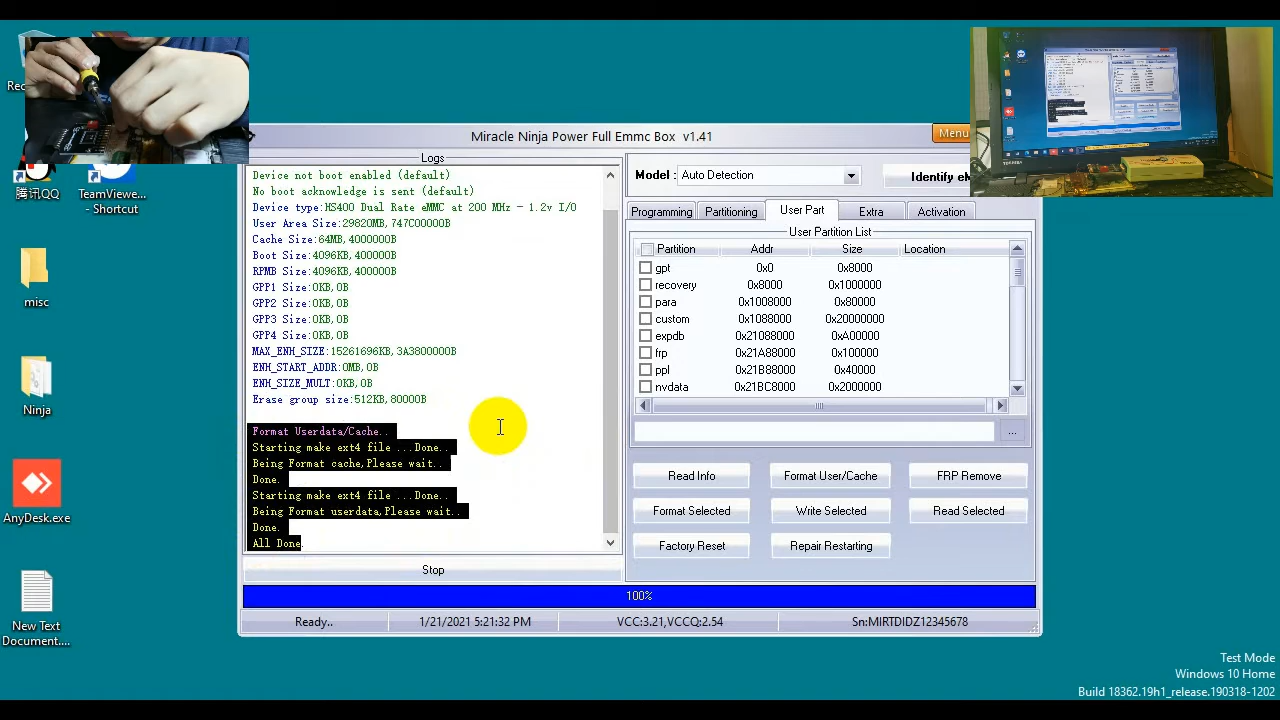 Rec
腾讯QQ
TeamViewe...
- Shortcut
misc
Ninja
AnyDesk.exe
New Text
Document....
Miracle Ninja Power Full Emmc Box v1.41
Menu
Logs
Device not boot enabled (default)
No boot acknowledge is sent (default)
Device type:HS400 Dual Rate eMMC at 200 MHz - 1.2v I/O
User Area Size:29820MB,747C00000B
Cache Size:64MB,4000000B
Boot Size:4096KB,400000B
RPMB Size:4096KB,400000B
GPP1 Size:0KB,0B
GPP2 Size:0KB,0B
GPP3 Size:0KB,0B
GPP4 Size:0KB,0B
MAX_ENH_SIZE:15261696KB,3A3800000B
ENH_START_ADDR:0MB,0B
ENH_SIZE_MULT:0KB,0B
Erase group size:512KB,80000B
Format Userdata/Cache..
Starting make ext4 file ...Done..
Being Format cache,Please wait..
Done.
Starting make ext4 file ...Done..
Being Format userdata,Please wait..
Done.
All Done.
Stop
Model : Auto Detection
Identify eM
Programming Partitioning User Part Extra Activation
User Partition List
Partition Addr Size Location
gpt 0x0 0x8000
recovery 0x8000 0x1000000
para 0x1008000 0x80000
custom 0x1088000 0x20000000
expdb 0x21088000 0xA00000
frp 0x21A88000 0x100000
ppl 0x21B88000 0x40000
nvdata 0x21BC8000 0x2000000
...
Read Info Format User/Cache FRP Remove
Format Selected Write Selected Read Selected
Factory Reset Repair Restarting
100%
Ready.. 1/21/2021 5:21:32 PM VCC:3.21,VCCQ:2.54 Sn:MIRTDIDZ12345678
Test Mode
Windows 10 Home
Build 18362.19h1_release.190318-1202